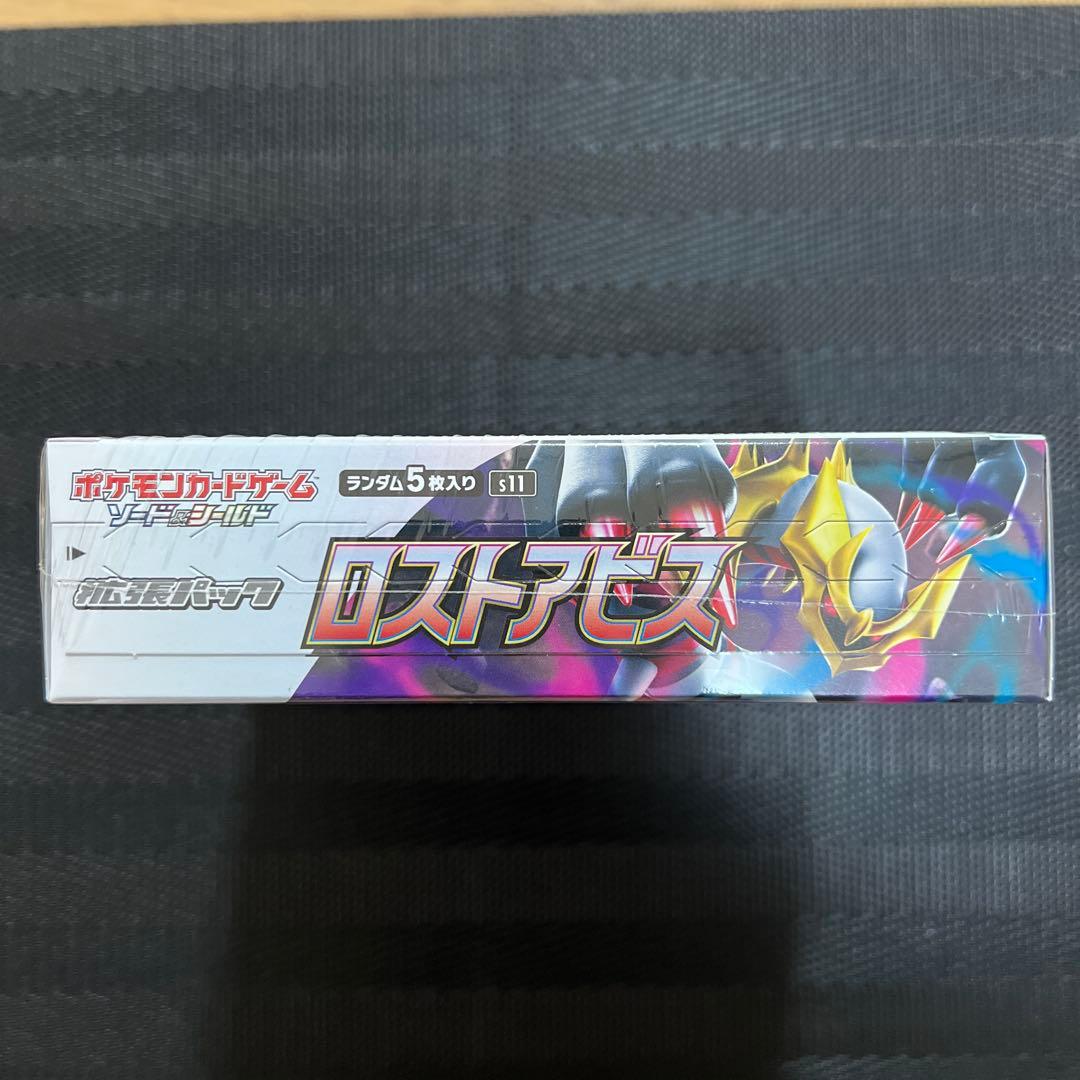 ポケモンカードゲーム
ソード&シールド
ランダム5枚入り
s11
拡張パック
ロストアビス